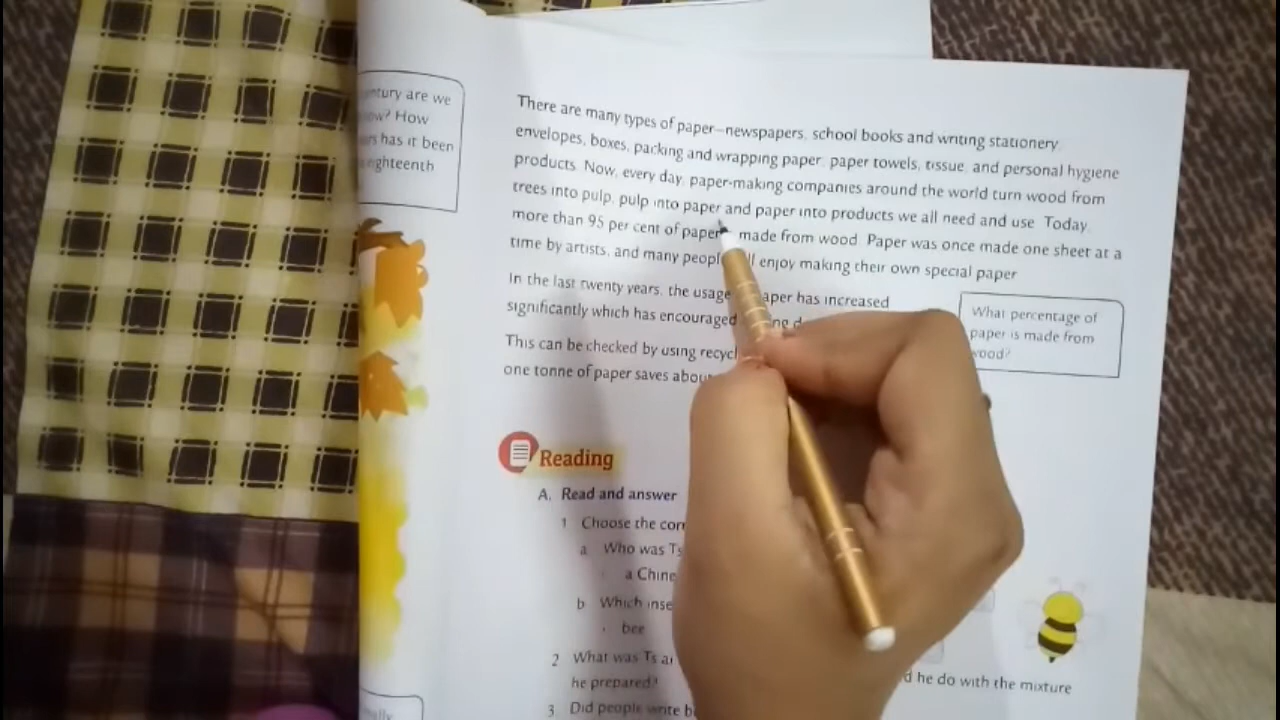 entury are we
How
has it been
eighteenth
There are many types of paper–newspapers, school books and writing stationery,
envelopes, boxes, packing and wrapping paper, paper towels, tissue, and personal hygiene
products. Now, every day, paper-making companies around the world turn wood from
trees into pulp, pulp into paper and paper into products we all need and use. Today,
more than 95 per cent of paper made from wood. Paper was once made one sheet at a
time by artists, and many people enjoy making their own special paper
In the last twenty years, the usage aper has increased
significantly which has encouraged
This can be checked by using recycl
one tonne of paper saves about
What percentage of
paper is made from
wood?
Reading
A. Read and answer
1 Choose the corr
a Who was Ts
a Chine
b Which inse
bee
2 What was Ts'ai d he do with the mixture
he prepared?
3 Did people write b